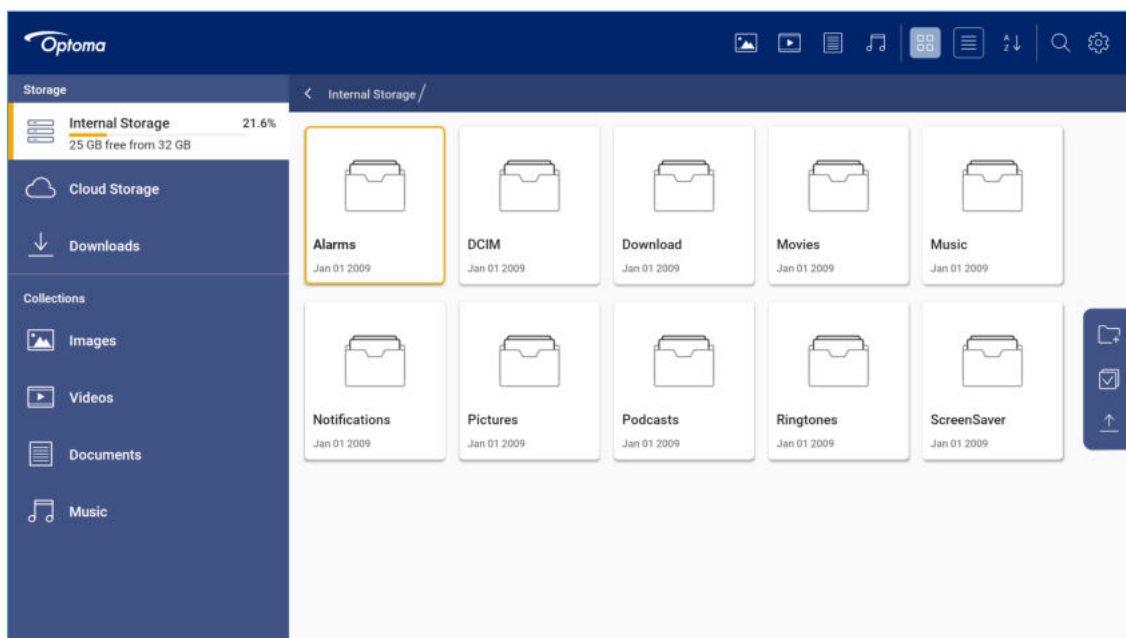 Optoma
A
Z
Storage
Internal Storage 21.6%
25 GB free from 32 GB
Cloud Storage
Downloads
Collections
Images
Videos
Documents
Music
Internal Storage /
Alarms DCIM Download Movies Music
Jan 01 2009 Jan 01 2009 Jan 01 2009 Jan 01 2009 Jan 01 2009
Notifications Pictures Podcasts Ringtones ScreenSaver
Jan 01 2009 Jan 01 2009 Jan 01 2009 Jan 01 2009 Jan 01 2009